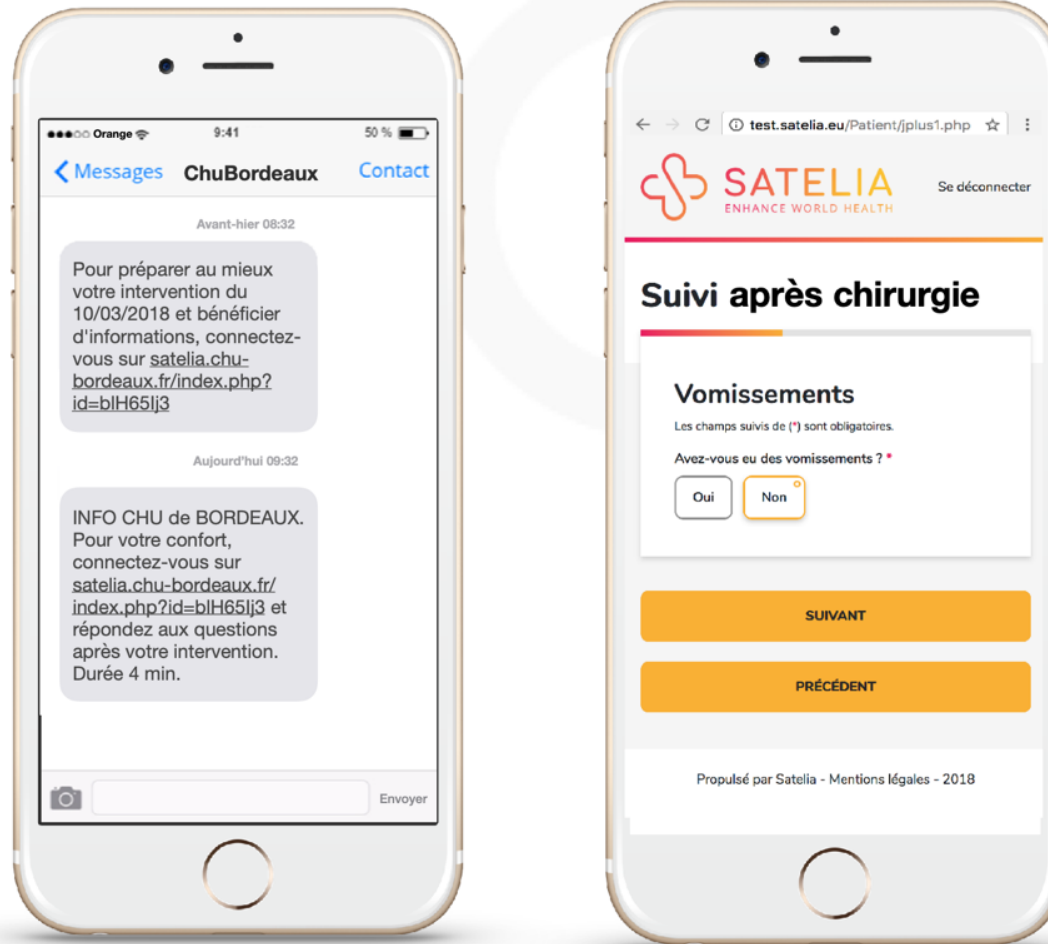 Orange 9:41 50 %
Messages ChuBordeaux Contact
Avant-hier 08:32
Pour préparer au mieux
votre intervention du
10/03/2018 et bénéficier
d'informations, connectez-
vous sur satelia.chu-
bordeaux.fr/index.php?
id=blH65Ij3
Aujourd'hui 09:32
INFO CHU de BORDEAUX.
Pour votre confort,
connectez-vous sur
satelia.chu-bordeaux.fr/
index.php?id=blH65Ij3 et
répondez aux questions
après votre intervention.
Durée 4 min.
Envoyer
test.satelia.eu/Patient/jplus1.php
SATELIA
ENHANCE WORLD HEALTH
Se déconnecter
Suivi après chirurgie
Vomissements
Les champs suivis de (*) sont obligatoires.
Avez-vous eu des vomissements ? *
Oui Non
SUIVANT
PRÉCÉDENT
Propulsé par Satelia - Mentions légales - 2018